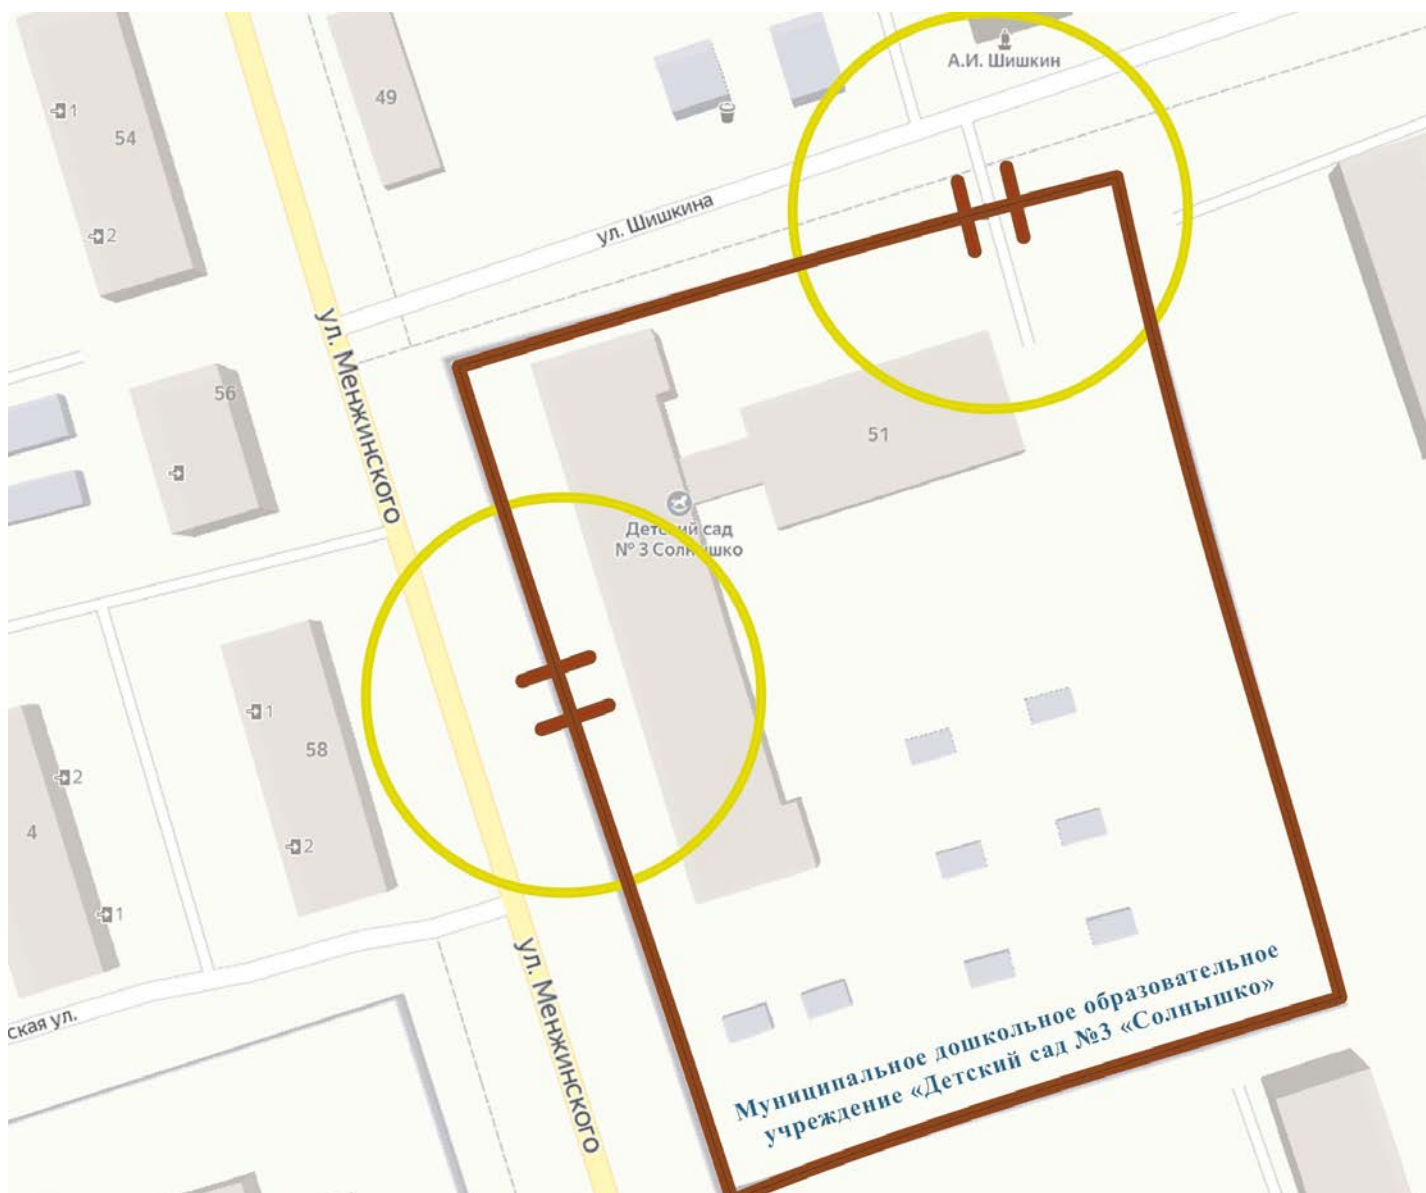 А.И. Шишкин
1
49
54
ул. Шишкина
2
ул. Менжинского
56
51
Детский сад
№ 3 Солнышко
1
58
2
2
4
1
ул. Менжинского
ская ул.
Муниципальное дошкольное образовательное
учреждение «Детский сад №3 «Солнышко»